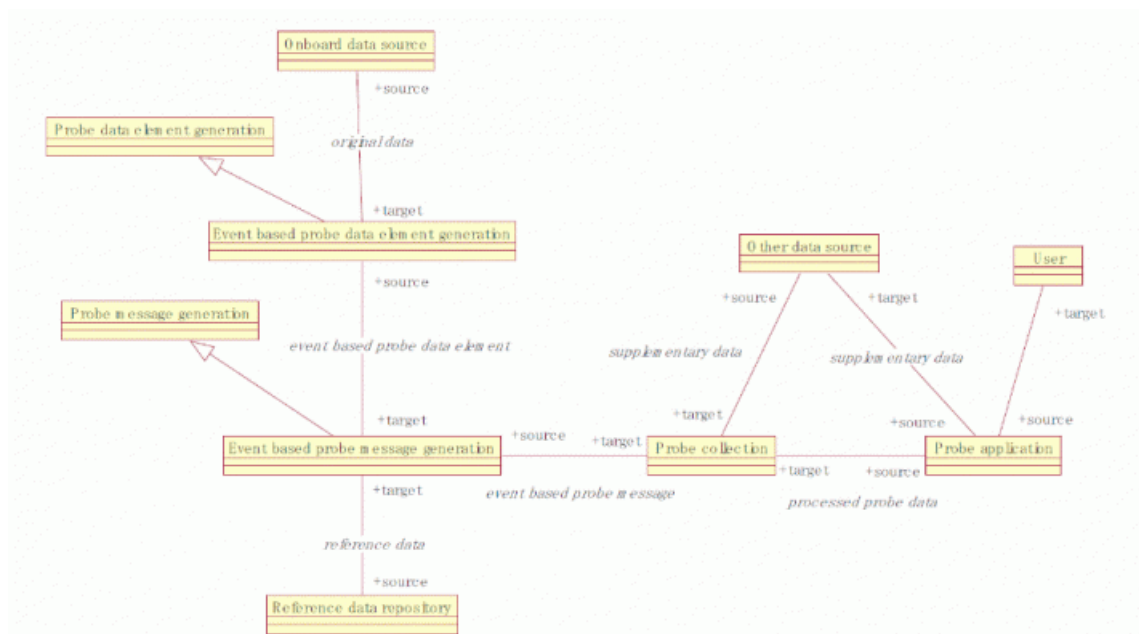 Onboard data source
+source
Probe data element generation
original data
+target
Event based probe data element generation
Other data source
User
+source
+source
+target
+target
Probe message generation
event based probe data element
supplementary data
supplementary data
+target
+target
+source
+source
+source
+target
Event based probe message generation
Probe collection
Probe application
+target
+target
+source
event based probe message
processed probe data
reference data
+source
Reference data repository